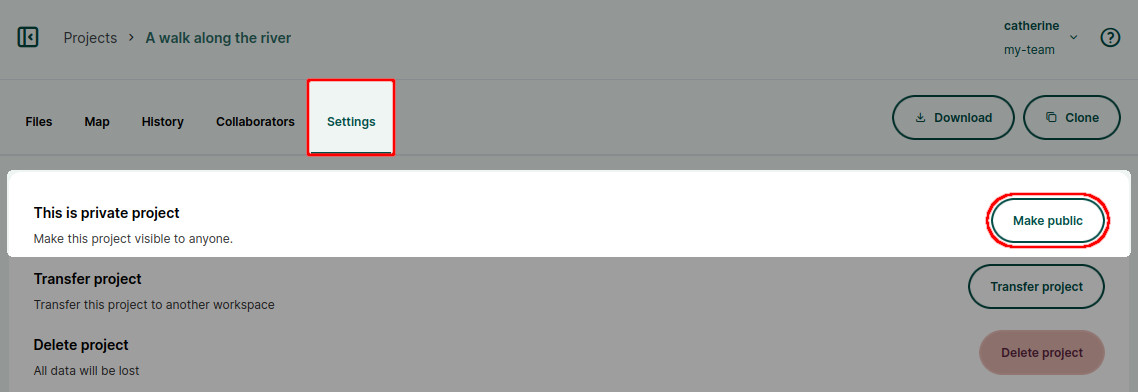 Projects > A walk along the river
catherine
my-team
Files Map History Collaborators Settings
Download Clone
This is private project
Make this project visible to anyone.
Make public
Transfer project
Transfer this project to another workspace
Transfer project
Delete project
All data will be lost
Delete project